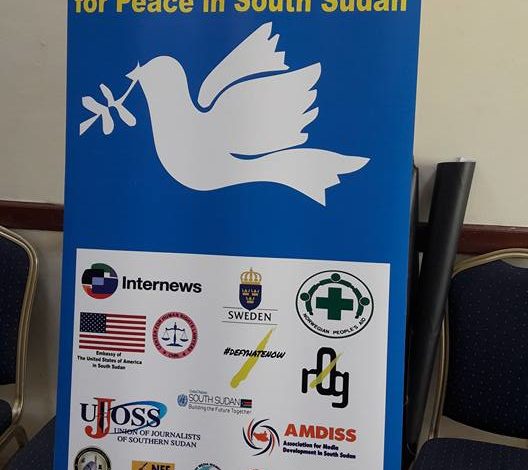 for Peace in South Sudan
Internews
SWEDEN
NORWEGIAN PEOPLE'S AID
Embassy of
The United States of America
in South Sudan
#DEFYHATENOW
r0g
SOUTH SUDAN
Building the Future Together
UJOSS
UNION OF JOURNALISTS
OF SOUTHERN SUDAN
AMDISS
Association for Media
Development in South Sudan